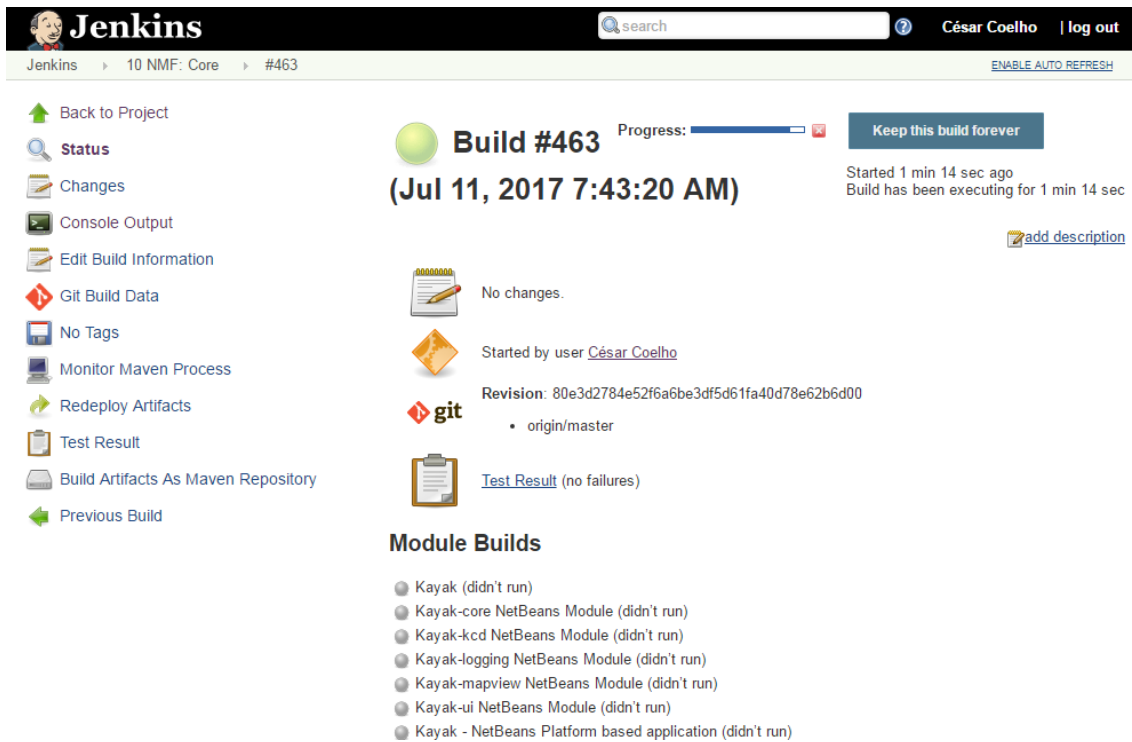 Jenkins
search
César Coelho | log out
Jenkins 10 NMF: Core #463
ENABLE AUTO REFRESH
Back to Project
Status
Changes
Console Output
Edit Build Information
Git Build Data
No Tags
Monitor Maven Process
Redeploy Artifacts
Test Result
Build Artifacts As Maven Repository
Previous Build
Build #463
(Jul 11, 2017 7:43:20 AM)
Progress:
Keep this build forever
Started 1 min 14 sec ago
Build has been executing for 1 min 14 sec
add description
No changes.
Started by user César Coelho
git
Revision: 80e3d2784e52f6a6be3df5d61fa40d78e62b6d00
• origin/master
Test Result (no failures)
Module Builds
Kayak (didn't run)
Kayak-core NetBeans Module (didn't run)
Kayak-kcd NetBeans Module (didn't run)
Kayak-logging NetBeans Module (didn't run)
Kayak-mapview NetBeans Module (didn't run)
Kayak-ui NetBeans Module (didn't run)
Kayak - NetBeans Platform based application (didn't run)